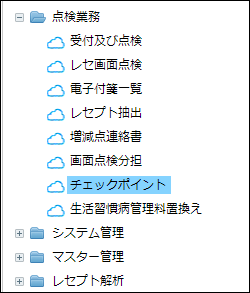 点検業務
受付及び点検
レセ画面点検
電子付箋一覧
レセプト抽出
増減点連絡書
画面点検分担
チェックポイント
生活習慣病管理料置換え
システム管理
マスター管理
レセプト解析